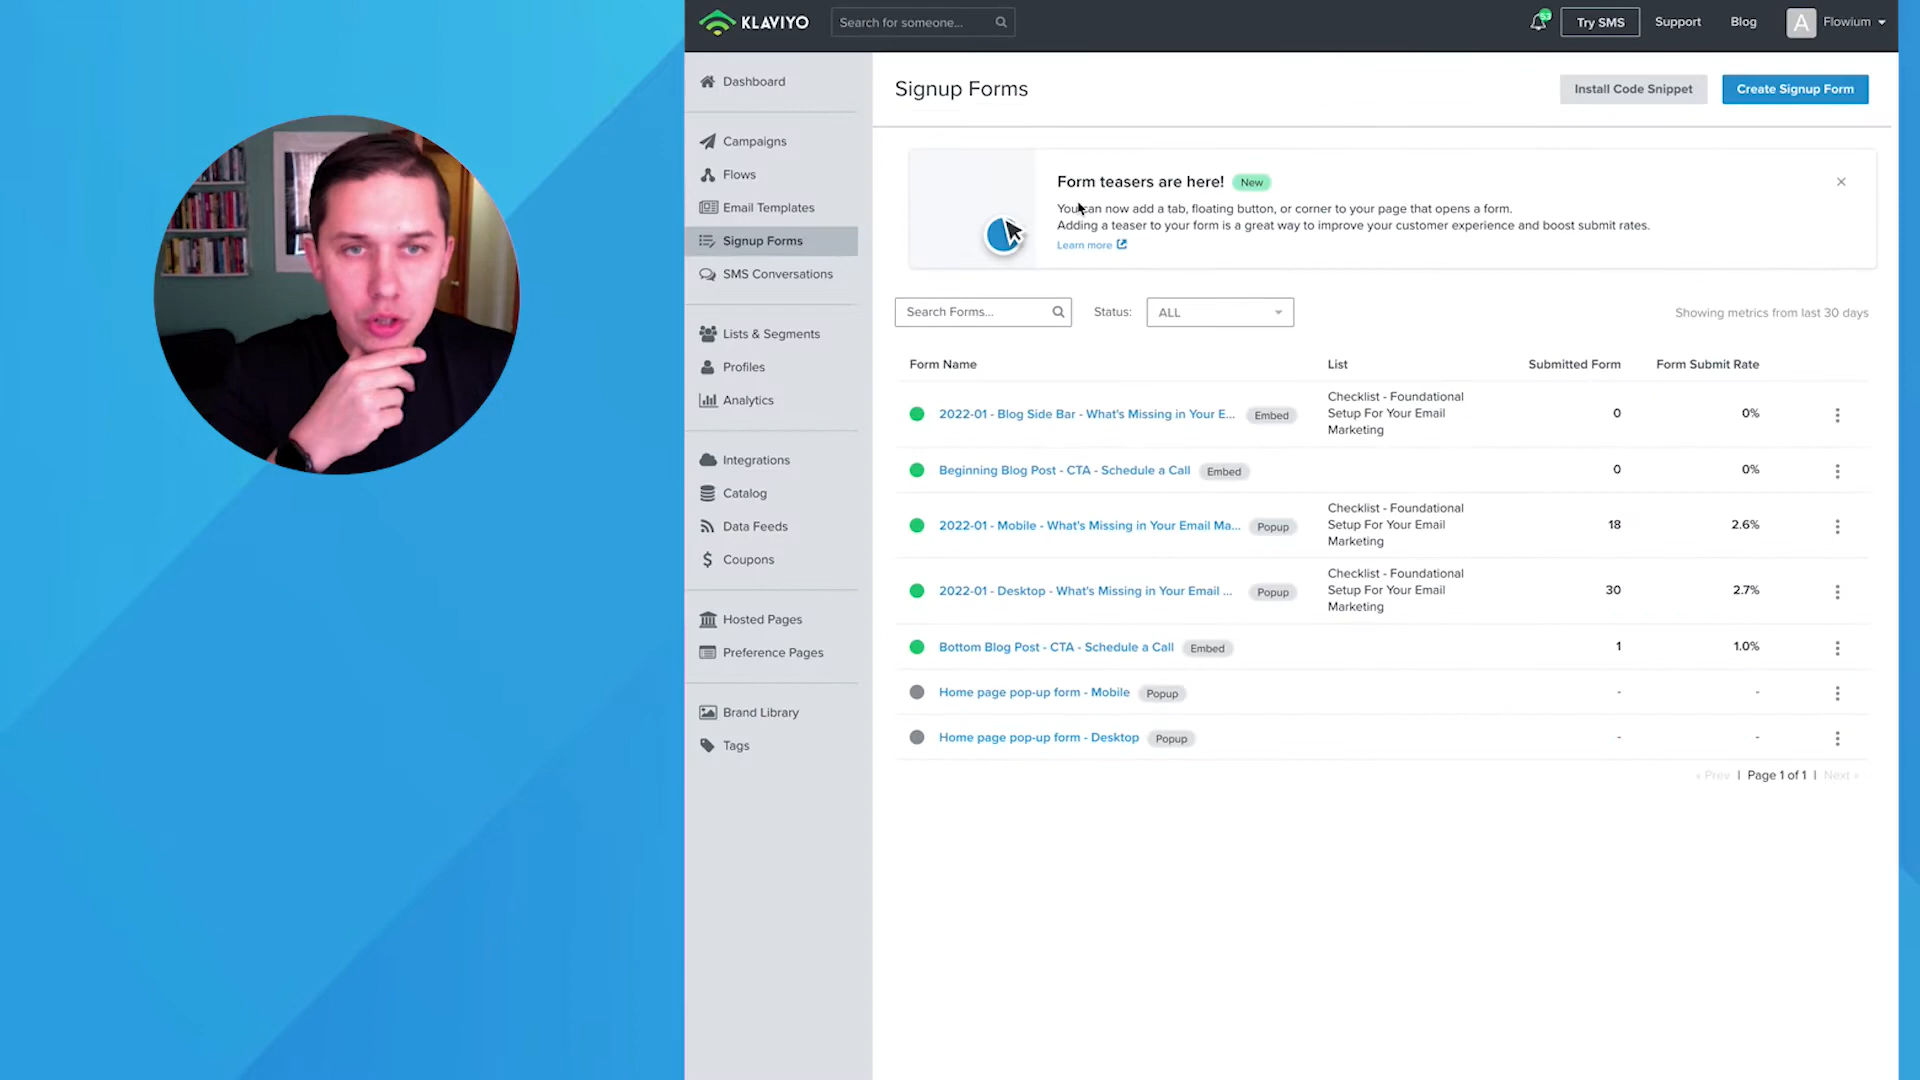 KLAVIYO
Search for someone...
Try SMS
Support
Blog
A
Flowium
Dashboard
Campaigns
Flows
Email Templates
Signup Forms
SMS Conversations
Lists & Segments
Profiles
Analytics
Integrations
Catalog
Data Feeds
Coupons
Hosted Pages
Preference Pages
Brand Library
Tags
Signup Forms
Install Code Snippet
Create Signup Form
Form teasers are here! New
You can now add a tab, floating button, or corner to your page that opens a form.
Adding a teaser to your form is a great way to improve your customer experience and boost submit rates.
Learn more
Search Forms...
Status:
ALL
Showing metrics from last 30 days
Form Name List Submitted Form Form Submit Rate
2022-01 - Blog Side Bar - What's Missing in Your E... Embed
Checklist - Foundational
Setup For Your Email
Marketing
0 0%
Beginning Blog Post - CTA - Schedule a Call Embed 0 0%
2022-01 - Mobile - What's Missing in Your Email Ma... Popup
Checklist - Foundational
Setup For Your Email
Marketing
18 2.6%
2022-01 - Desktop - What's Missing in Your Email ... Popup
Checklist - Foundational
Setup For Your Email
Marketing
30 2.7%
Bottom Blog Post - CTA - Schedule a Call Embed 1 1.0%
Home page pop-up form - Mobile Popup - -
Home page pop-up form - Desktop Popup - -
« Prev | Page 1 of 1 | Next »